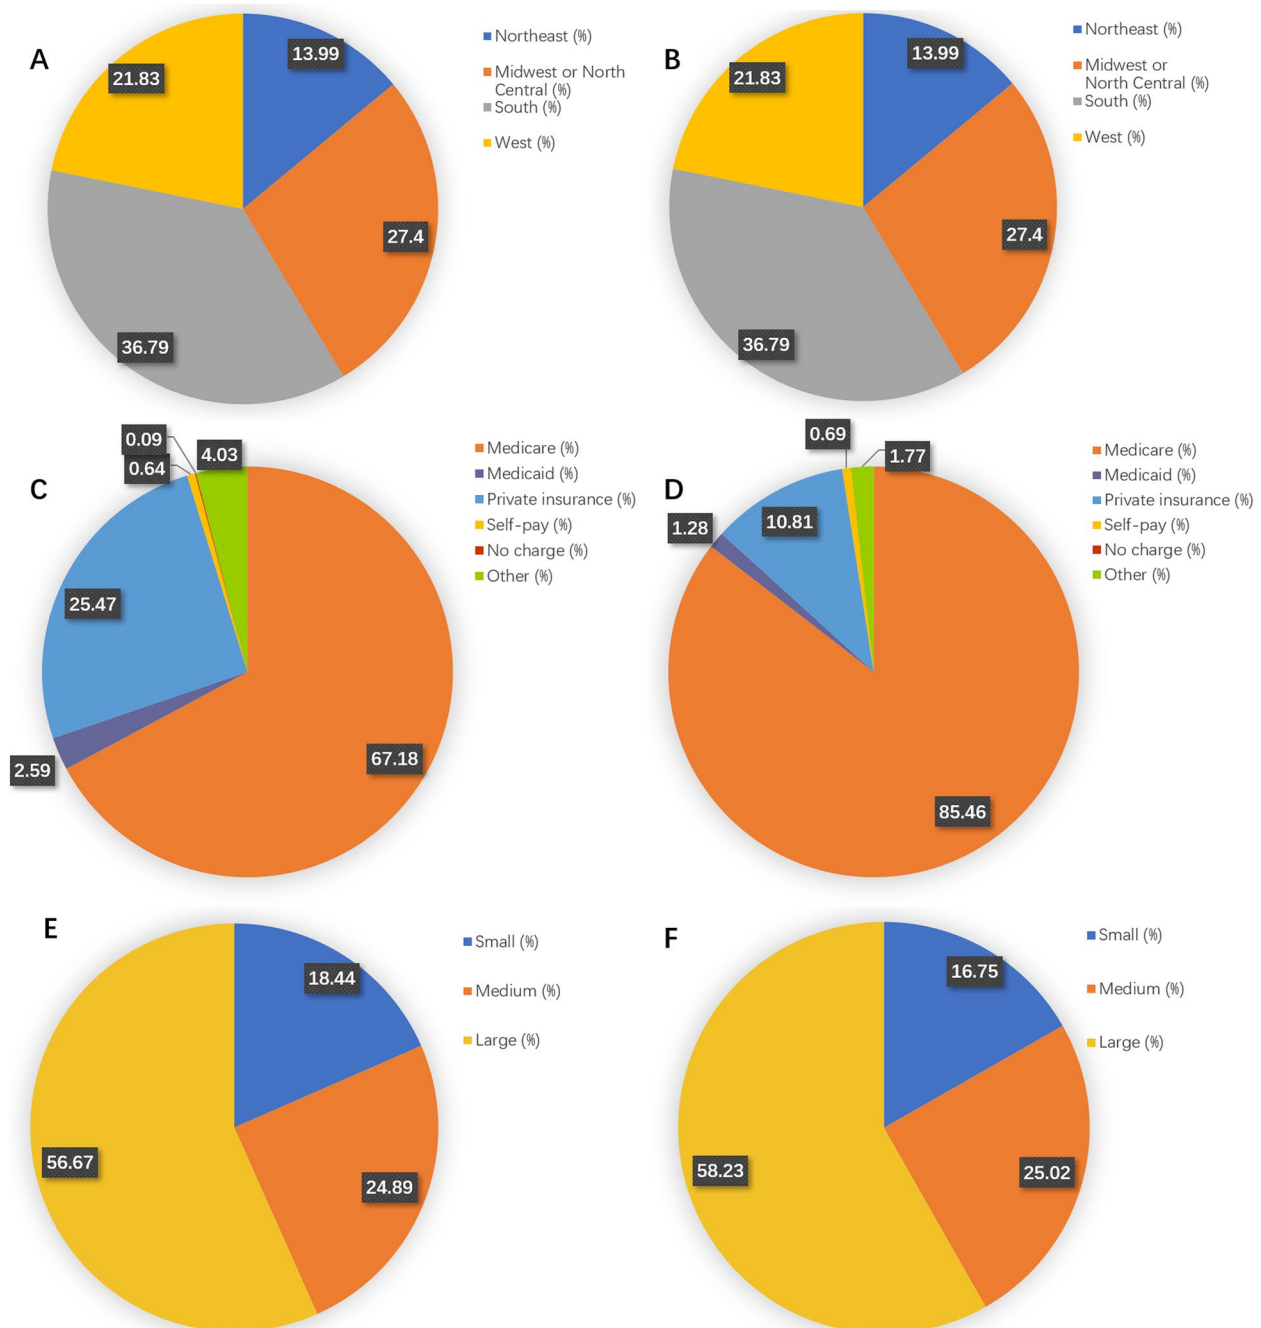 A
13.99
21.83
27.4
36.79
Northeast (%)
Midwest or North
Central (%)
South (%)
West (%)
B
13.99
21.83
27.4
36.79
Northeast (%)
Midwest or
North Central (%)
South (%)
West (%)
C
0.09
4.03
0.64
25.47
2.59
67.18
Medicare (%)
Medicaid (%)
Private insurance (%)
Self-pay (%)
No charge (%)
Other (%)
D
0.69
1.77
1.28
10.81
85.46
Medicare (%)
Medicaid (%)
Private insurance (%)
Self-pay (%)
No charge (%)
Other (%)
E
18.44
56.67
24.89
Small (%)
Medium (%)
Large (%)
F
16.75
58.23
25.02
Small (%)
Medium (%)
Large (%)